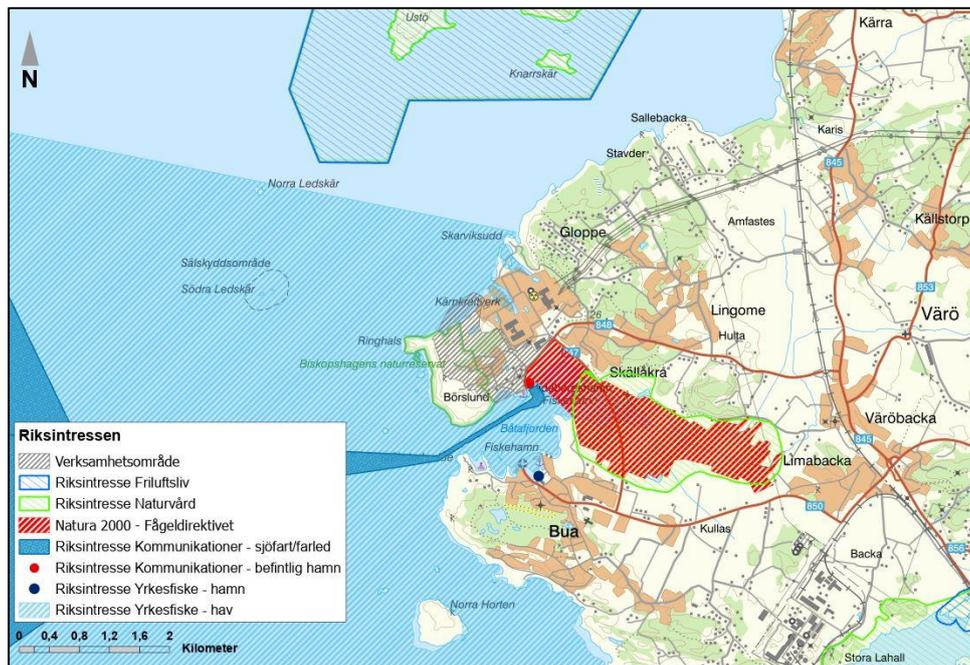 Ustö
Kärra
N
Knarrskär
Sallebacka
Karis
Stavder
845
Norra Ledskär
Amfastes
Källstorp
Gloppe
Skarviksudd
Sälskyddsområde
Södra Ledskär
853
Kärnkraftverk
Lingome
Värö
26
848
Hulta
Ringhals
Biskopshagens naturreservat
Skällåkra
Börslund
Väröbacka
Båtafjorden
Riksintressen
845
Fiskehamn
Limabacka
Verksamhetsområde
Riksintresse Friluftsliv
850
Riksintresse Naturvård
Kullas
Natura 2000 - Fågeldirektivet
Bua
856
Riksintresse Kommunikationer - sjöfart/farled
Backa
Riksintresse Kommunikationer - befintlig hamn
Riksintresse Yrkesfiske - hamn
Riksintresse Yrkesfiske - hav
Norra Horten
0 0,4 0,8 1,2 1,6 2
Kilometer
Stora Lahall